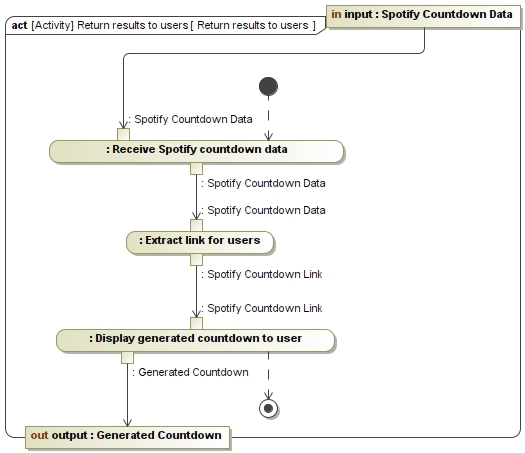 in input : Spotify Countdown Data
act [Activity] Return results to users [ Return results to users ]
: Spotify Countdown Data
: Receive Spotify countdown data
: Spotify Countdown Data
: Spotify Countdown Data
: Extract link for users
: Spotify Countdown Link
: Spotify Countdown Link
: Display generated countdown to user
: Generated Countdown
out output : Generated Countdown